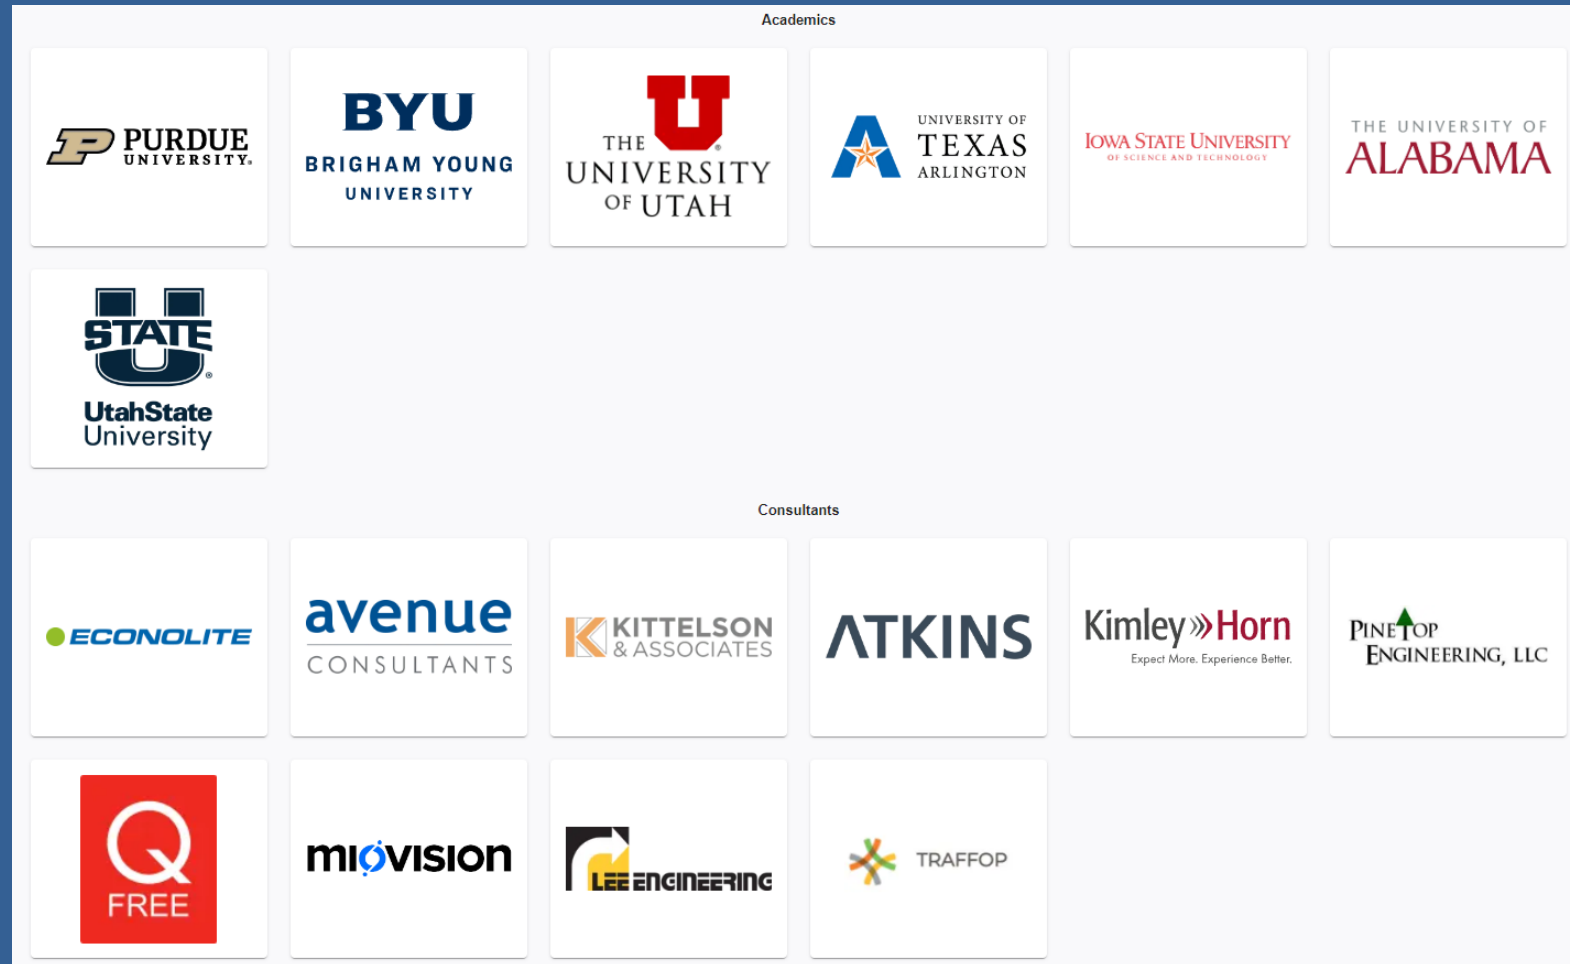 Academics
PURDUE
UNIVERSITY®
BYU
BRIGHAM YOUNG
UNIVERSITY
U
THE
UNIVERSITY
OF UTAH
A
UNIVERSITY OF
TEXAS
ARLINGTON
IOWA STATE UNIVERSITY
OF SCIENCE AND TECHNOLOGY
THE UNIVERSITY OF
ALABAMA
U
STATE
®
UtahState
University
Consultants
ECONOLITE
avenue
CONSULTANTS
KITTELSON
& ASSOCIATES
ATKINS
Kimley»Horn
Expect More. Experience Better.
PINETOP
ENGINEERING, LLC
Q
FREE
miovision
LEE ENGINEERING
TRAFFOP